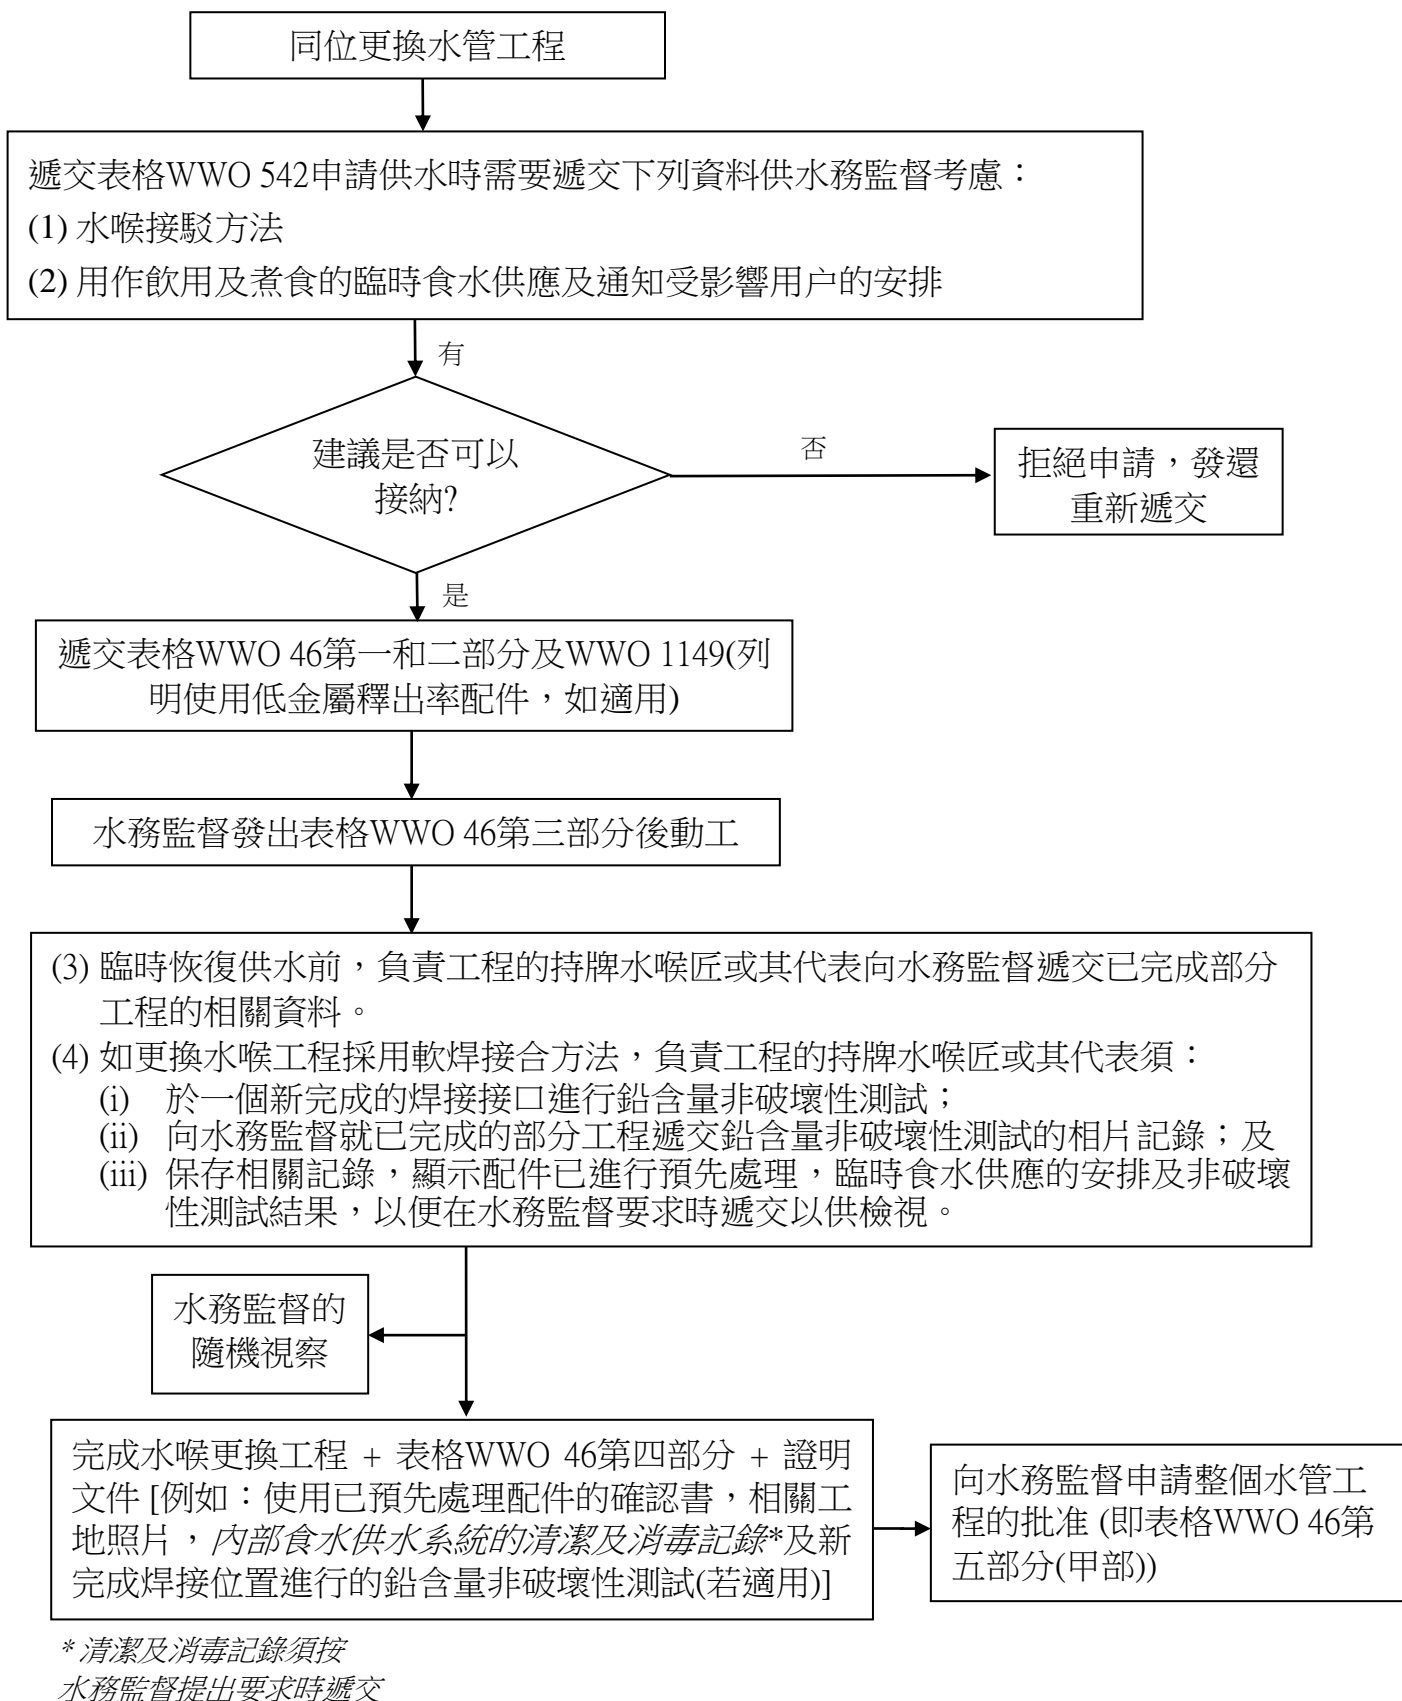 同位更換水管工程
遞交表格WWO 542申請供水時需要遞交下列資料供水務監督考慮：
(1) 水喉接駁方法
(2) 用作飲用及煮食的臨時食水供應及通知受影響用户的安排
有
建議是否可以
接納?
否
拒絕申請，發還
重新遞交
是
遞交表格WWO 46第一和二部分及WWO 1149(列
明使用低金屬釋出率配件，如適用)
水務監督發出表格WWO 46第三部分後動工
(3) 臨時恢復供水前，負責工程的持牌水喉匠或其代表向水務監督遞交已完成部分
工程的相關資料。
(4) 如更換水喉工程採用軟焊接合方法，負責工程的持牌水喉匠或其代表須：
(i) 於一個新完成的焊接接口進行鉛含量非破壞性測試；
(ii) 向水務監督就已完成的部分工程遞交鉛含量非破壞性測試的相片記錄；及
(iii) 保存相關記錄，顯示配件已進行預先處理，臨時食水供應的安排及非破壞
性測試結果，以便在水務監督要求時遞交以供檢視。
水務監督的
隨機視察
完成水喉更換工程 + 表格WWO 46第四部分 + 證明
文件 [例如：使用已預先處理配件的確認書，相關工
地照片，內部食水供水系統的清潔及消毒記錄*及新
完成焊接位置進行的鉛含量非破壞性測試(若適用)]
向水務監督申請整個水管工
程的批准 (即表格WWO 46第
五部分(甲部))
* 清潔及消毒記錄須按
水務監督提出要求時遞交